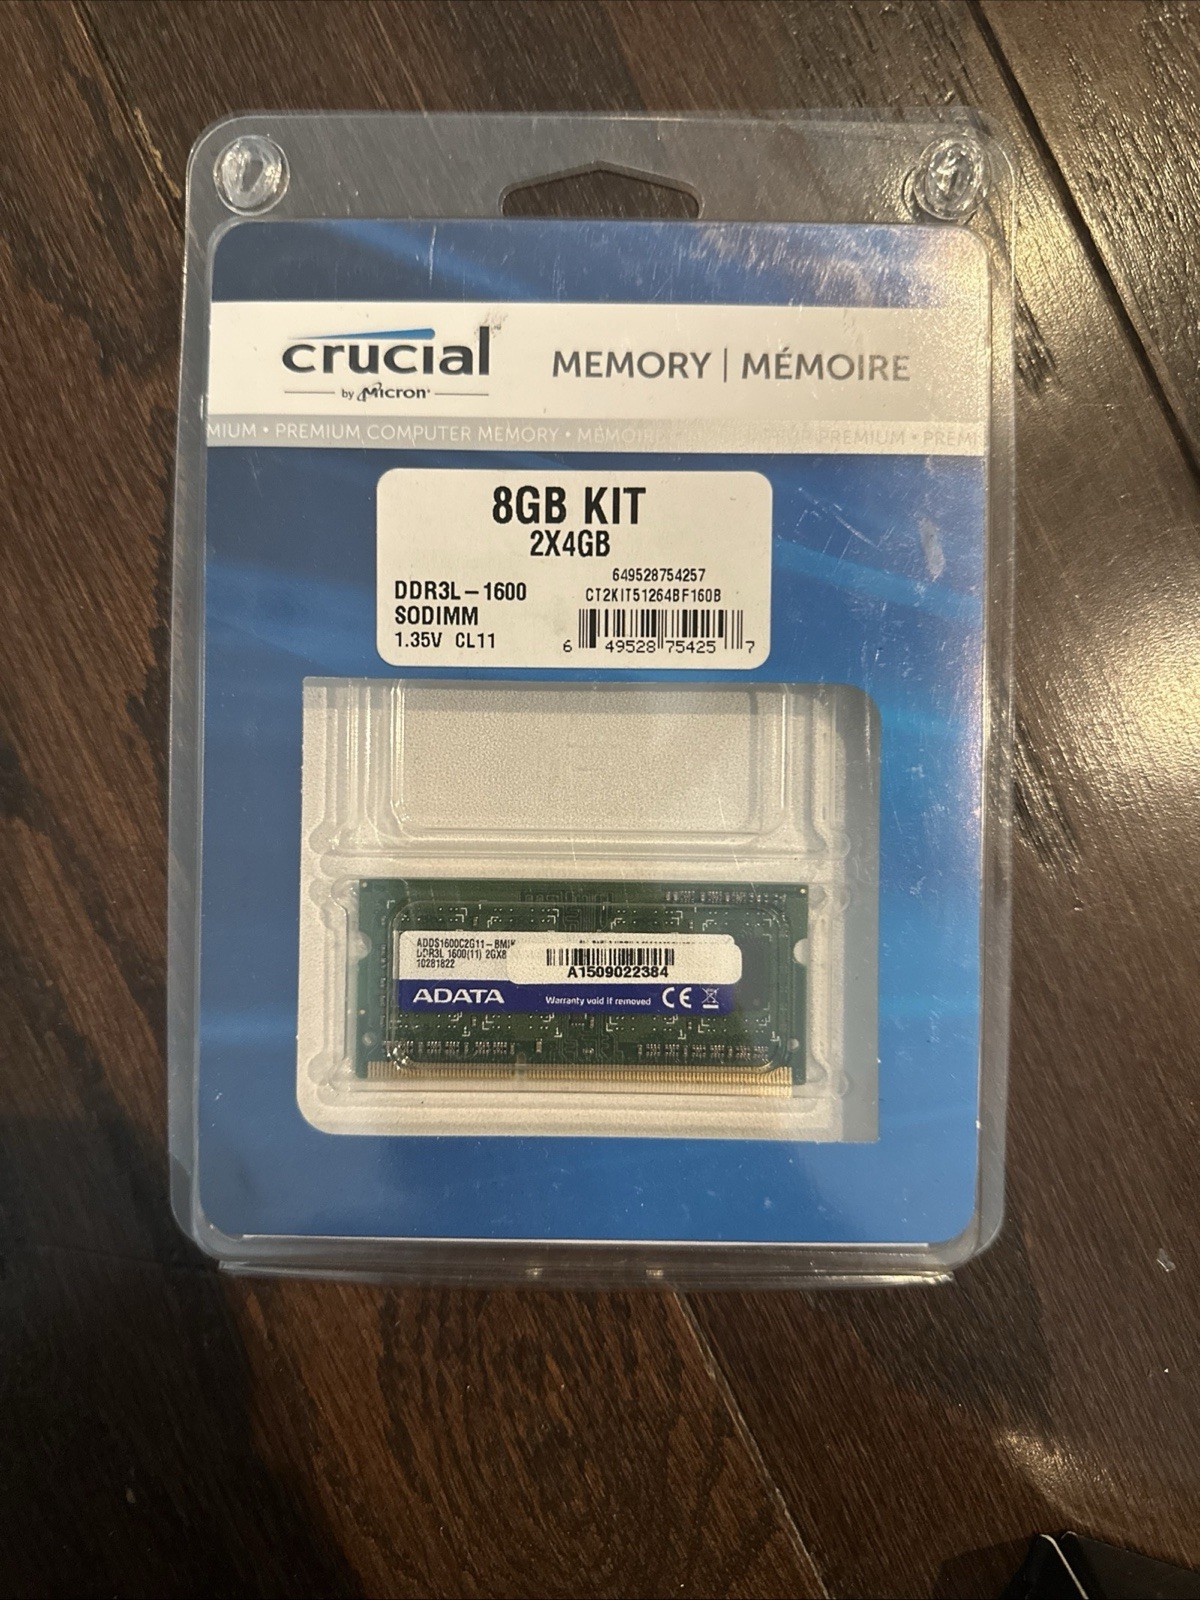 crucial
by Micron
MEMORY | MÉMOIRE
MIUM • PREMIUM COMPUTER MEMORY • MÉMOIRE PREMIUM • PREMI
8GB KIT
2X4GB
649528754257
DDR3L-1600
CT2KIT51264BF160B
SODIMM
1.35V CL11
6 49528 75425 7
DDR3L 1600(11) 2GX8
10281822
A1509022384
ADATA
Warranty void if removed
CE